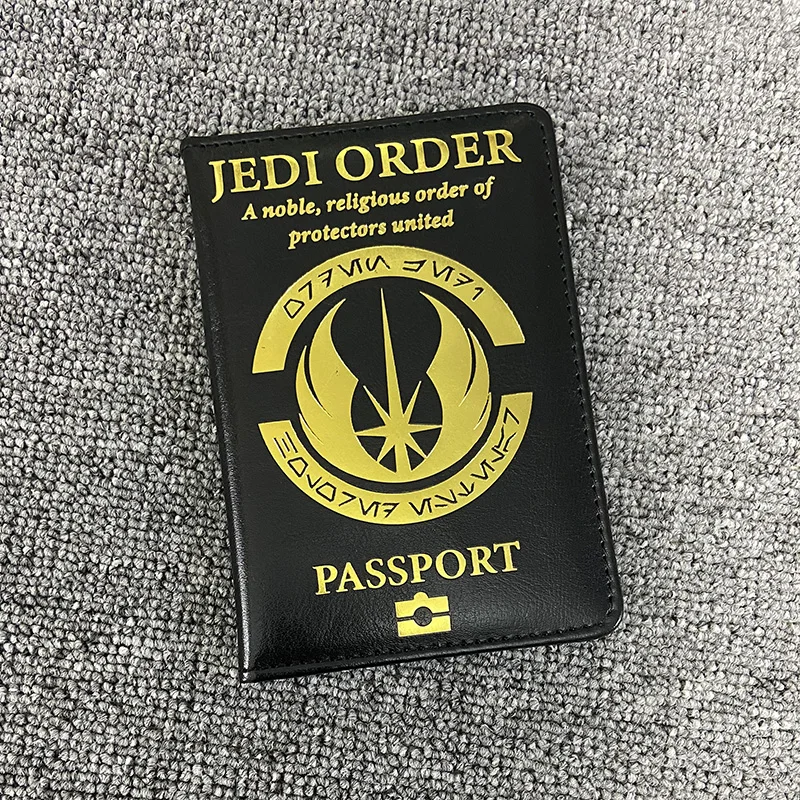 JEDI ORDER
A noble, religious order of
protectors united
PASSPORT